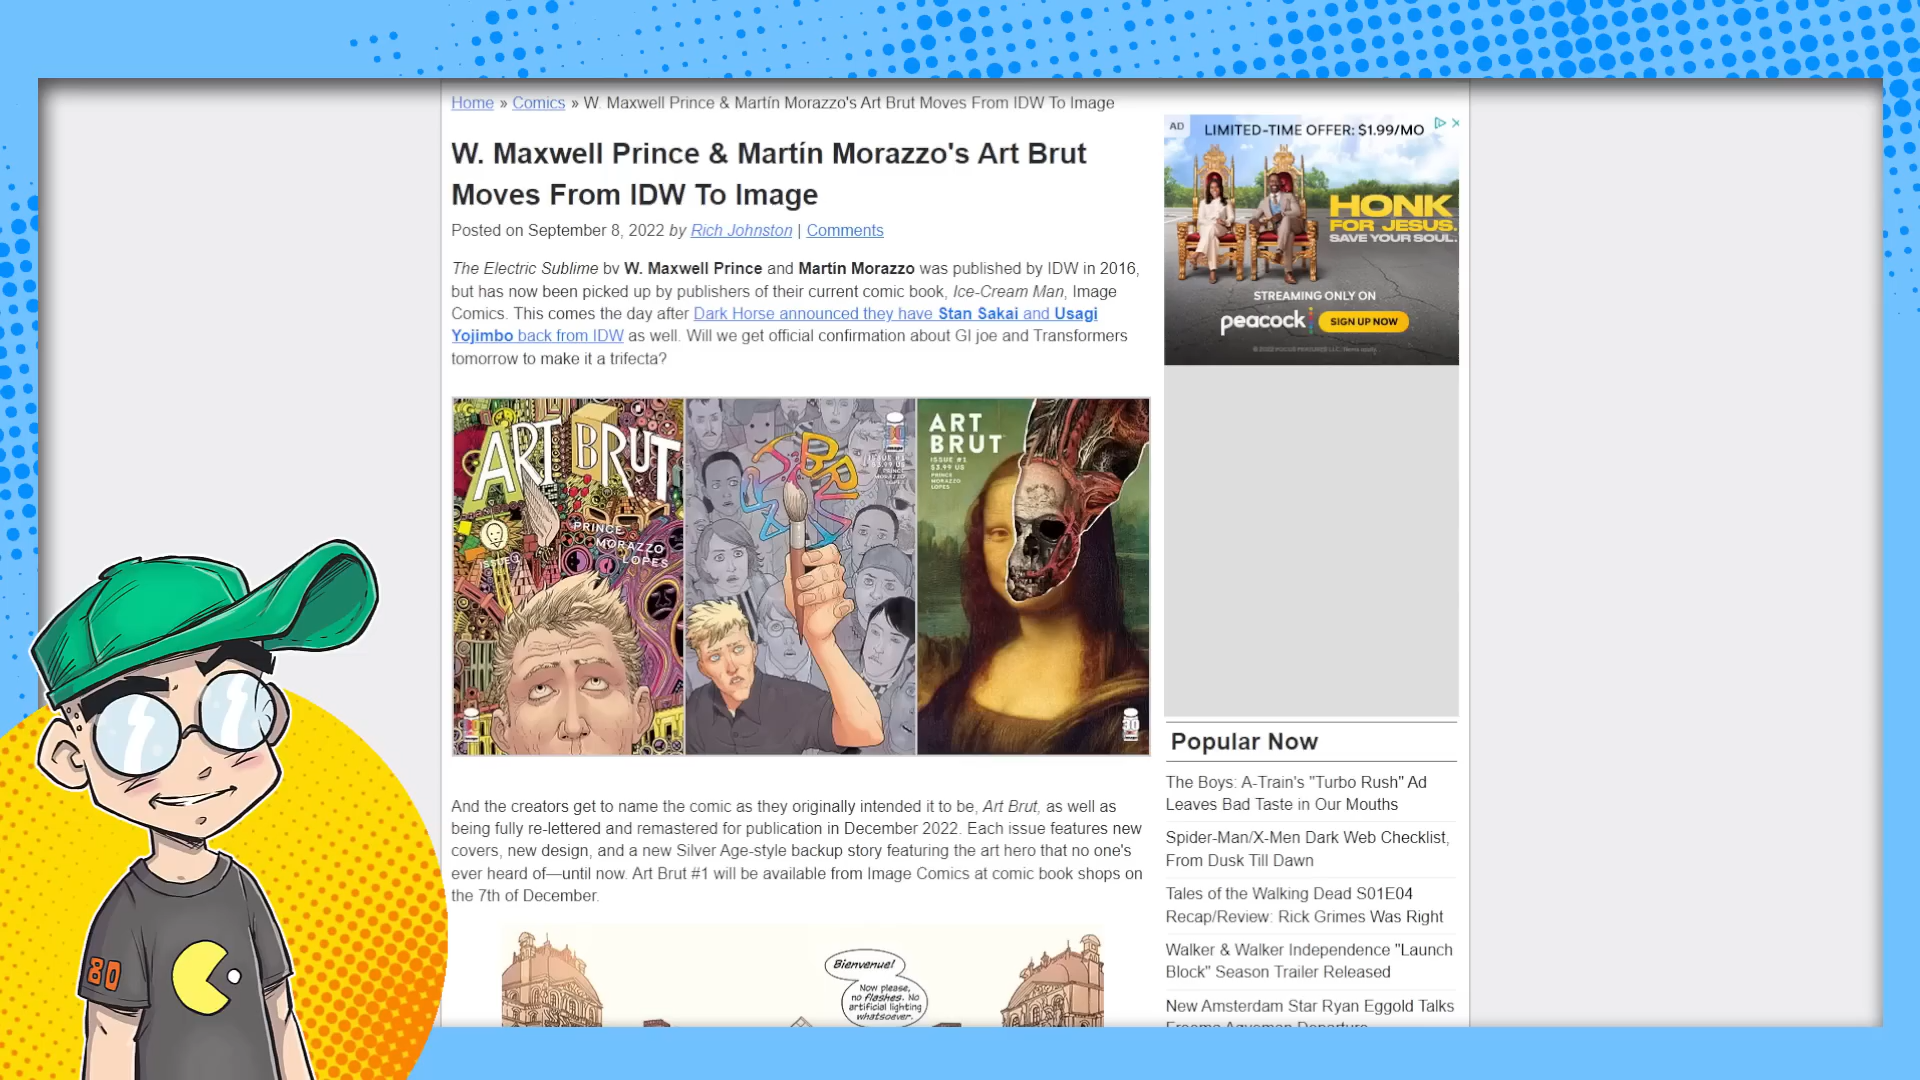 Home » Comics » W. Maxwell Prince & Martín Morazzo's Art Brut Moves From IDW To Image
W. Maxwell Prince & Martín Morazzo's Art Brut
Moves From IDW To Image
Posted on September 8, 2022 by Rich Johnston | Comments
The Electric Sublime by W. Maxwell Prince and Martín Morazzo was published by IDW in 2016,
but has now been picked up by publishers of their current comic book, Ice-Cream Man, Image
Comics. This comes the day after Dark Horse announced they have Stan Sakai and Usagi
Yojimbo back from IDW as well. Will we get official confirmation about GI joe and Transformers
tomorrow to make it a trifecta?
ART BRUT
PRINCE
MORAZZO
LOPES
ISSUE 1
ISSUE #1
$3.99 US
PRINCE
MORAZZO
LOPES
ART
BRUT
ISSUE #1
$3.99 US
PRINCE
MORAZZO
LOPES
30
And the creators get to name the comic as they originally intended it to be, Art Brut, as well as
being fully re-lettered and remastered for publication in December 2022. Each issue features new
covers, new design, and a new Silver Age-style backup story featuring the art hero that no one's
ever heard of—until now. Art Brut #1 will be available from Image Comics at comic book shops on
the 7th of December.
Bienvenue!
Now please,
no flashes. No
artificial lighting
whatsoever.
AD
LIMITED-TIME OFFER: $1.99/MO
HONK
FOR JESUS.
SAVE YOUR SOUL.
STREAMING ONLY ON
peacock
SIGN UP NOW
Popular Now
The Boys: A-Train's "Turbo Rush" Ad
Leaves Bad Taste in Our Mouths
Spider-Man/X-Men Dark Web Checklist,
From Dusk Till Dawn
Tales of the Walking Dead S01E04
Recap/Review: Rick Grimes Was Right
Walker & Walker Independence "Launch
Block" Season Trailer Released
New Amsterdam Star Ryan Eggold Talks
80